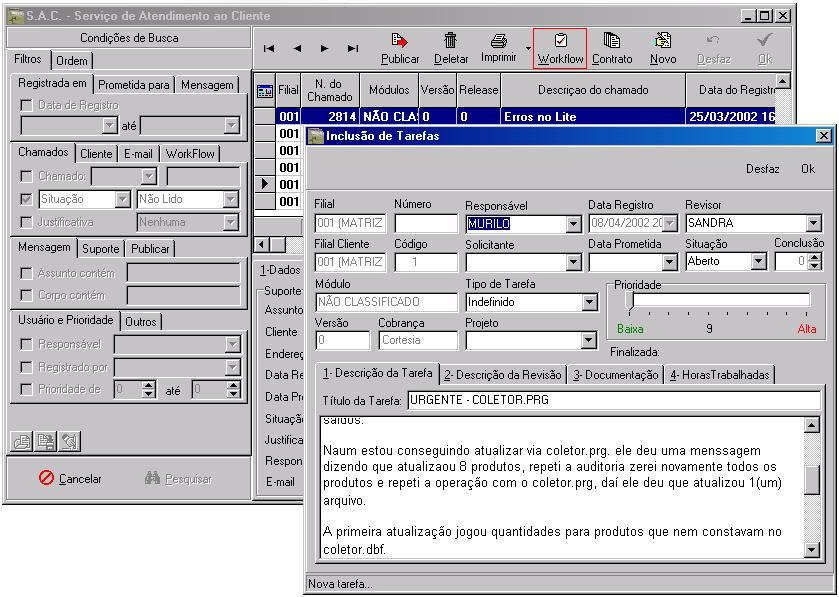 S.A.C. - Serviço de Atendimento ao Cliente
Condições de Busca
Filtros Ordem
Registrada em Prometida para Mensagem
Data de Registro
até
Chamados Cliente E-mail WorkFlow
Chamado:
Situação Não Lido
Justificativa Nenhuma
Mensagem Suporte Publicar
Assunto contém
Corpo contém
Usuário e Prioridade Outros
Responsável
Registrado por
Prioridade de 0 até 0
Cancelar Pesquisar
Publicar Deletar Imprimir Workflow Contrato Novo Desfaz Ok
Filial N. do Chamado Módulos Versão Release Descriçao do chamado Data do Registro
001 2814 NÃO CLAS 0 0 Erros no Lite 25/03/2002 16
001
001
001
001
001
1-Dados
Suporte
Assunto
Cliente
Endereç
Data Re
Data Pr
Situaçã
Justifica
Respon
E-mail
Inclusão de Tarefas
Desfaz Ok
Filial Número Responsável Data Registro Revisor
001 (MATRIZ MURILO 08/04/2002 20 SANDRA
Filial Cliente Código Solicitante Data Prometida Situação Conclusão
001 (MATRIZ 1 Aberto 0
Módulo Tipo de Tarefa Prioridade
NÃO CLASSIFICADO Indefinido
Versão Cobrança Projeto Baixa 9 Alta
0 Cortesia
Finalizada:
1- Descrição da Tarefa 2- Descrição da Revisão 3- Documentação 4- HorasTrabalhadas
Título da Tarefa: URGENTE - COLETOR.PRG
saldos.
Naum estou conseguindo atualizar via coletor.prg. ele deu uma menssagem
dizendo que atualizaou 8 produtos, repeti a auditoria zerei novamente todos os
produtos e repeti a operação com o coletor.prg, daí ele deu que atualizou 1(um)
arquivo.
A primeira atualização jogou quantidades para produtos que nem constavam no
coletor.dbf.
Nova tarefa...